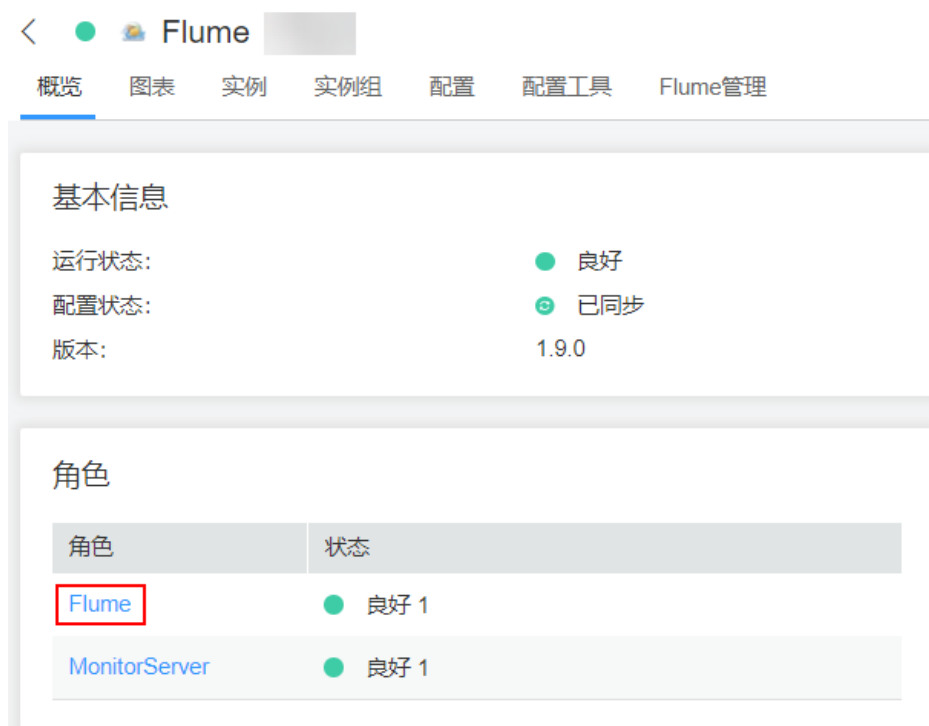 Flume
概览 图表 实例 实例组 配置 配置工具 Flume管理
基本信息
运行状态: 良好
配置状态: 已同步
版本: 1.9.0
角色
角色 状态
Flume 良好 1
MonitorServer 良好 1